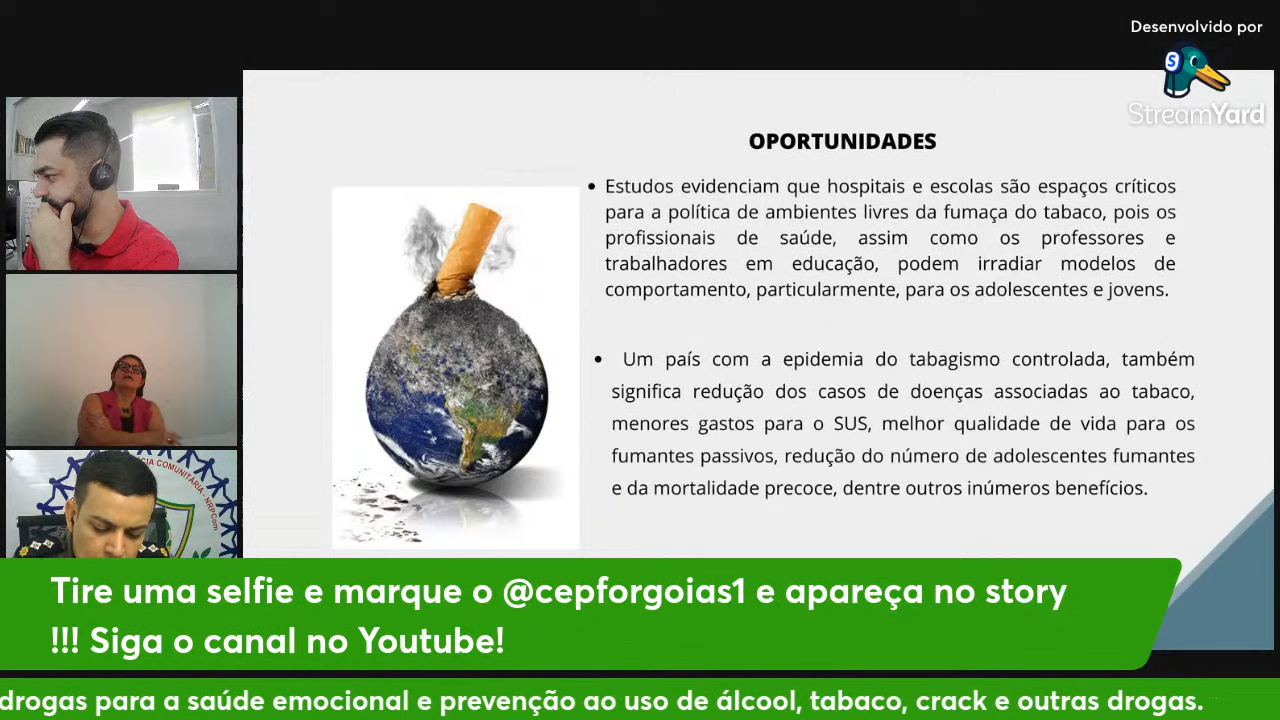 Desenvolvido por
StreamYard
OPORTUNIDADES
• Estudos evidenciam que hospitais e escolas são espaços críticos
para a política de ambientes livres da fumaça do tabaco, pois os
profissionais de saúde, assim como os professores e
trabalhadores em educação, podem irradiar modelos de
comportamento, particularmente, para os adolescentes e jovens.
• Um país com a epidemia do tabagismo controlada, também
significa redução dos casos de doenças associadas ao tabaco,
menores gastos para o SUS, melhor qualidade de vida para os
fumantes passivos, redução do número de adolescentes fumantes
e da mortalidade precoce, dentre outros inúmeros benefícios.
COMUNITÁRIA - MRPCom
Tire uma selfie e marque o @cepforgoias1 e apareça no story
!!! Siga o canal no Youtube!
drogas para a saúde emocional e prevenção ao uso de álcool, tabaco, crack e outras drogas.